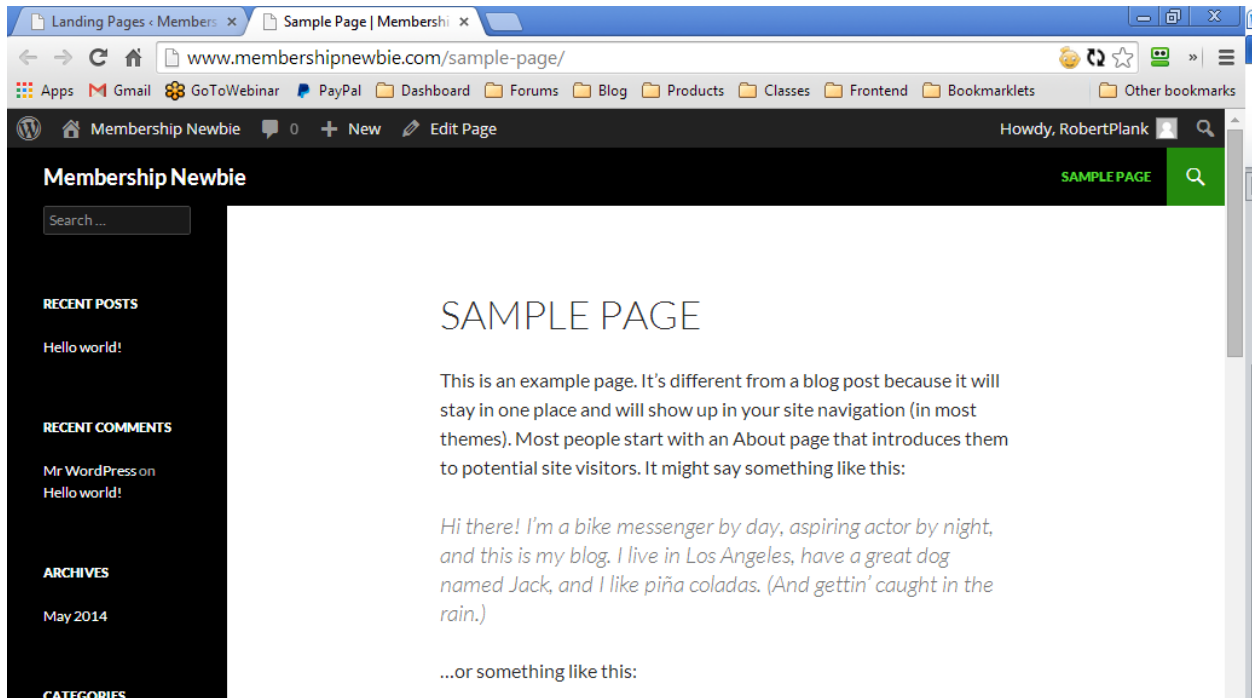 Landing Pages ‹ Members
Sample Page | Membershi
www.membershipnewbie.com/sample-page/
Apps Gmail GoToWebinar PayPal Dashboard Forums Blog Products Classes Frontend Bookmarklets Other bookmarks
Membership Newbie 0 + New Edit Page Howdy, RobertPlank
Membership Newbie SAMPLE PAGE
Search ...
RECENT POSTS
Hello world!
RECENT COMMENTS
Mr WordPress on
Hello world!
ARCHIVES
May 2014
CATEGORIES
SAMPLE PAGE
This is an example page. It’s different from a blog post because it will
stay in one place and will show up in your site navigation (in most
themes). Most people start with an About page that introduces them
to potential site visitors. It might say something like this:
Hi there! I’m a bike messenger by day, aspiring actor by night,
and this is my blog. I live in Los Angeles, have a great dog
named Jack, and I like piña coladas. (And gettin’ caught in the
rain.)
…or something like this: